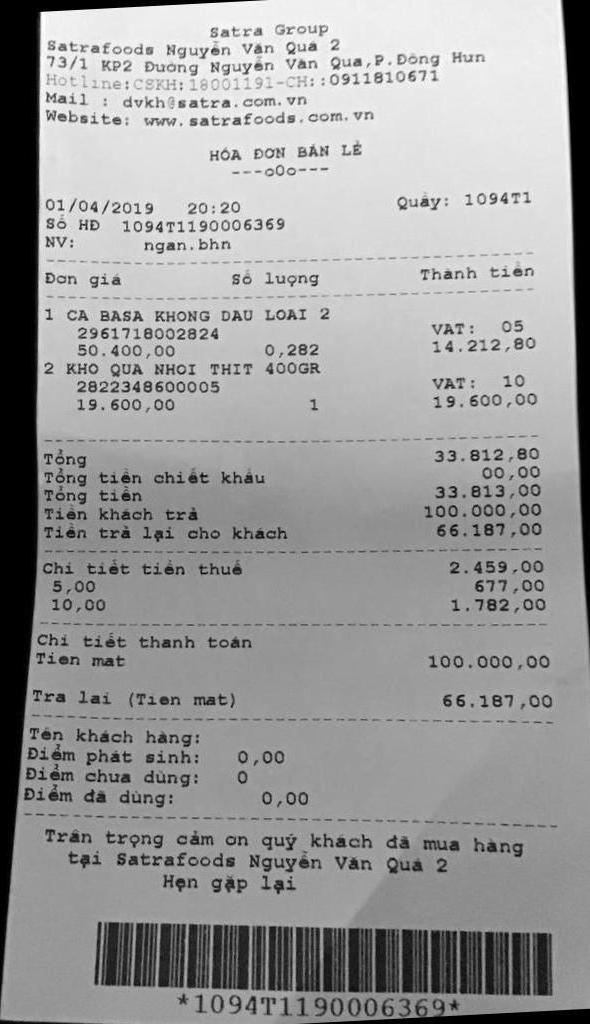 Satra Group
Satrafoods Nguyễn Văn Quá 2
73/1 KP2 Đường Nguyễn Văn Quá,P.Đông Hưn
Hotline:CSKH:18001191-CH::0911810671
Mail : dvkh@satra.com.vn
Website: www.satrafoods.com.vn
HÓA ĐƠN BÁN LẺ
---o0o---
01/04/2019 20:20 Quầy: 1094T1
Số HĐ 1094T1190006369
NV: ngan.bhn
Đơn giá Số lượng Thành tiền
1 CA BASA KHONG DAU LOAI 2
2961718002824 VAT: 05
50.400,00 0,282 14.212,80
2 KHO QUA NHOI THIT 400GR
2822348600005 VAT: 10
19.600,00 1 19.600,00
Tổng 33.812,80
Tổng tiền chiết khấu 00,00
Tổng tiền 33.813,00
Tiền khách trả 100.000,00
Tiền trả lại cho khách 66.187,00
Chi tiết tiền thuế 2.459,00
5,00 677,00
10,00 1.782,00
Chi tiết thanh toán
Tien mat 100.000,00
Tra lai (Tien mat) 66.187,00
Tên khách hàng:
Điểm phát sinh: 0,00
Điểm chưa dùng: 0
Điểm đã dùng: 0,00
Trân trọng cảm ơn quý khách đã mua hàng
tại Satrafoods Nguyễn Văn Quá 2
Hẹn gặp lại
*1094T1190006369*